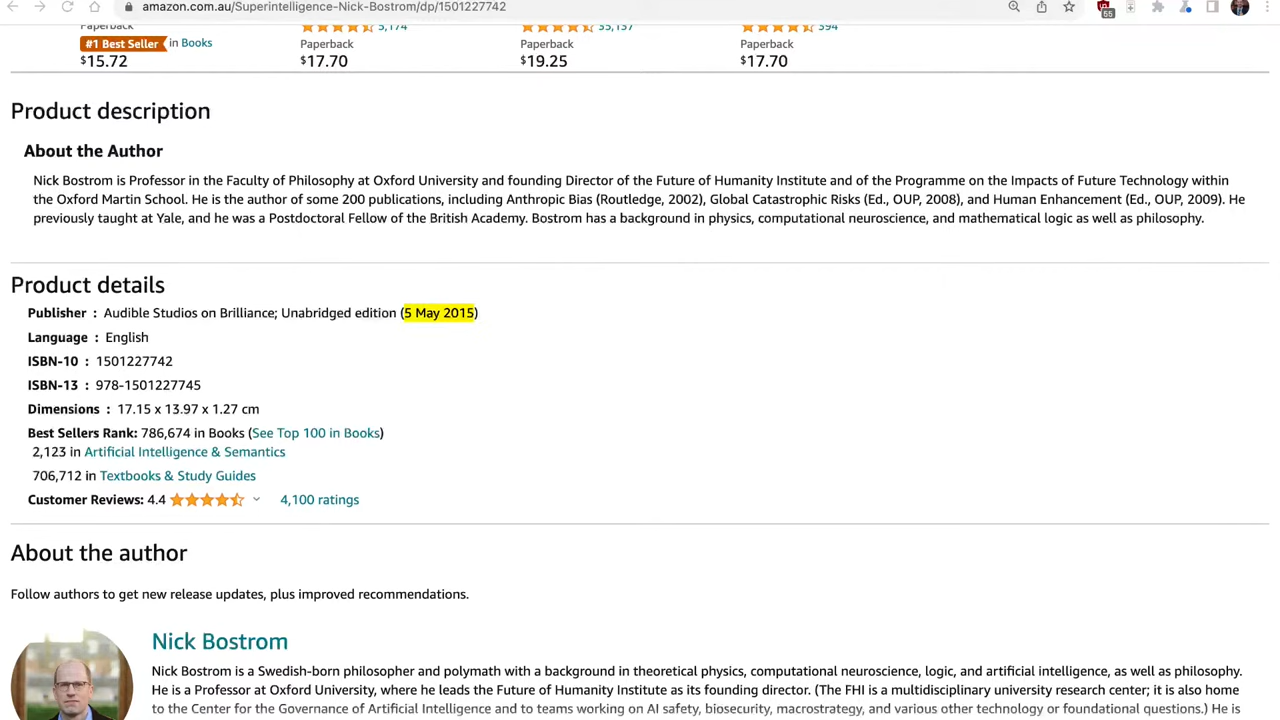 amazon.com.au/Superintelligence-Nick-Bostrom/dp/1501227742
55
Paperback 5,174 35,137 394
#1 Best Seller in Books Paperback Paperback Paperback
$15.72 $17.70 $19.25 $17.70
Product description
About the Author
Nick Bostrom is Professor in the Faculty of Philosophy at Oxford University and founding Director of the Future of Humanity Institute and of the Programme on the Impacts of Future Technology within
the Oxford Martin School. He is the author of some 200 publications, including Anthropic Bias (Routledge, 2002), Global Catastrophic Risks (Ed., OUP, 2008), and Human Enhancement (Ed., OUP, 2009). He
previously taught at Yale, and he was a Postdoctoral Fellow of the British Academy. Bostrom has a background in physics, computational neuroscience, and mathematical logic as well as philosophy.
Product details
Publisher : Audible Studios on Brilliance; Unabridged edition (5 May 2015)
Language : English
ISBN-10 : 1501227742
ISBN-13 : 978-1501227745
Dimensions : 17.15 x 13.97 x 1.27 cm
Best Sellers Rank: 786,674 in Books (See Top 100 in Books)
2,123 in Artificial Intelligence & Semantics
706,712 in Textbooks & Study Guides
Customer Reviews: 4.4 4,100 ratings
About the author
Follow authors to get new release updates, plus improved recommendations.
Nick Bostrom
Nick Bostrom is a Swedish-born philosopher and polymath with a background in theoretical physics, computational neuroscience, logic, and artificial intelligence, as well as philosophy.
He is a Professor at Oxford University, where he leads the Future of Humanity Institute as its founding director. (The FHI is a multidisciplinary university research center; it is also home
to the Center for the Governance of Artificial Intelligence and to teams working on AI safety, biosecurity, macrostrategy, and various other technology or foundational questions.) He is